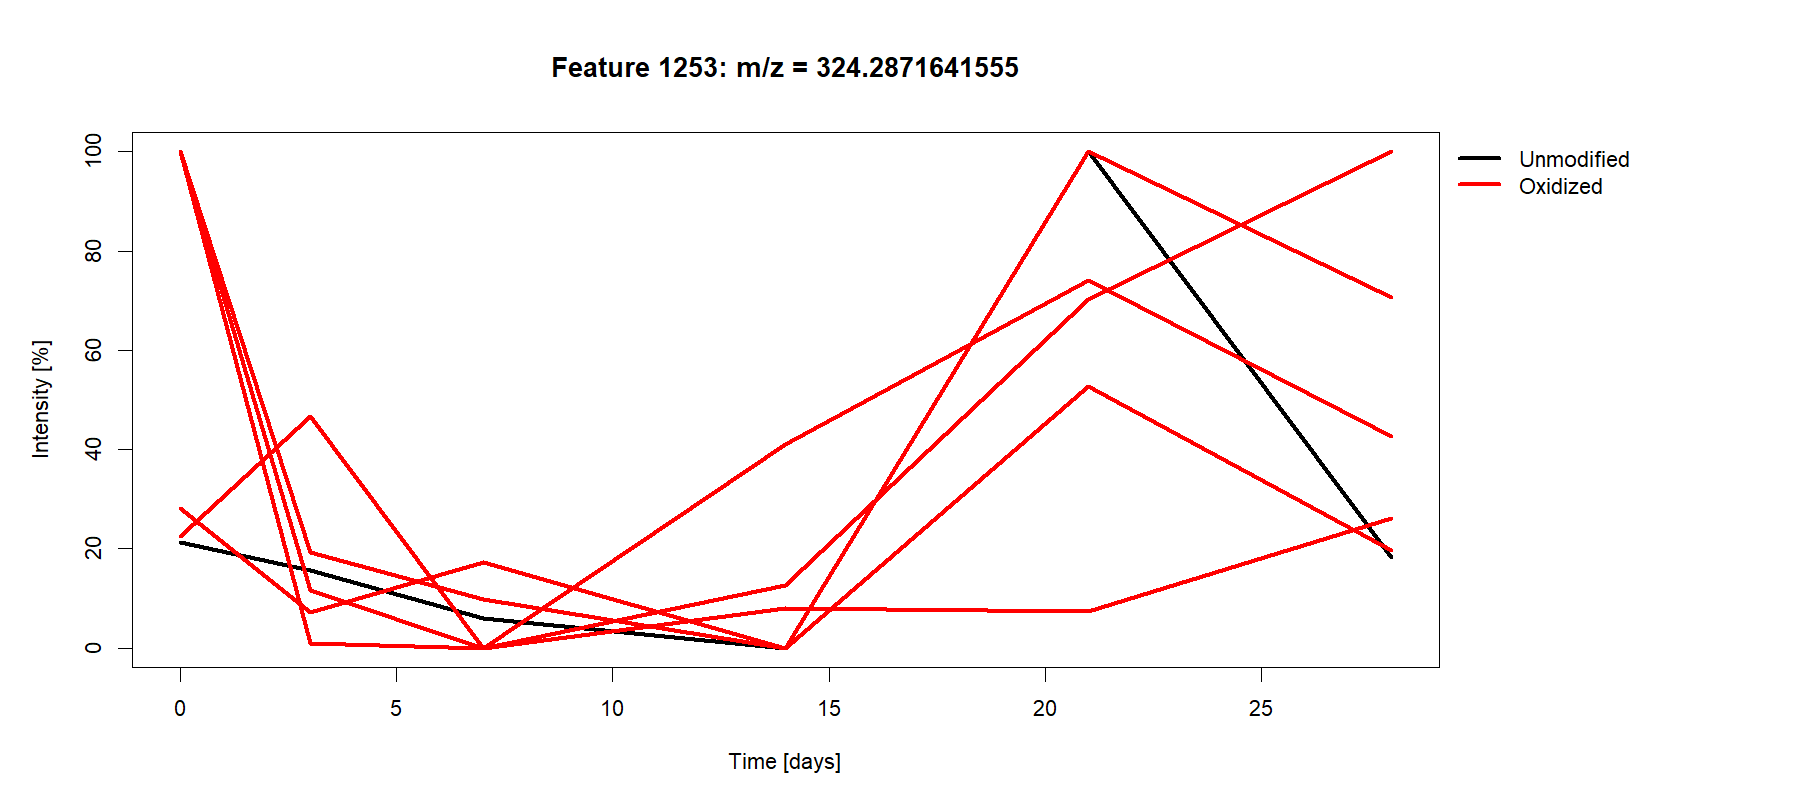 Feature 1253: m/z = 324.2871641555
100
80
60
40
20
0
Intensity [%]
0 5 10 15 20 25
Time [days]
Unmodified
Oxidized